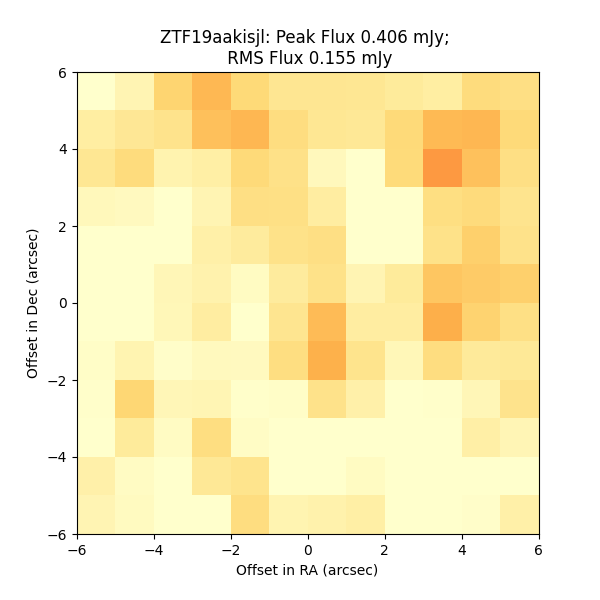 ZTF19aakisjl: Peak Flux 0.406 mJy;
RMS Flux 0.155 mJy
6
4
2
0
−2
−4
−6
Offset in Dec (arcsec)
−6 −4 −2 0 2 4 6
Offset in RA (arcsec)